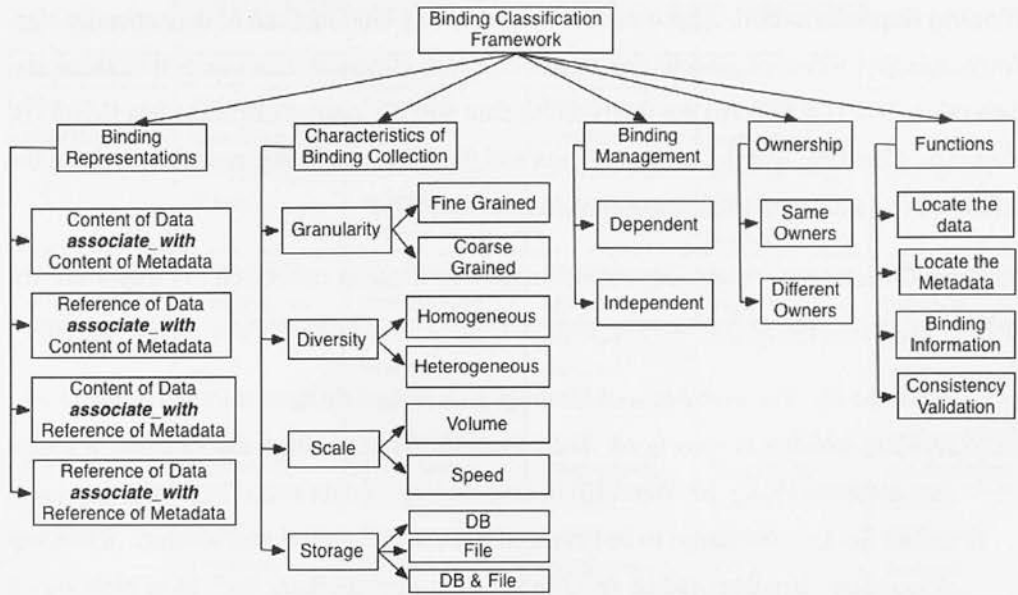 Binding Classification
Framework
Binding
Representations
Characteristics of
Binding Collection
Binding
Management
Ownership
Functions
Content of Data
associate_with
Content of Metadata
Reference of Data
associate_with
Content of Metadata
Content of Data
associate_with
Reference of Metadata
Reference of Data
associate_with
Reference of Metadata
Granularity
Fine Grained
Coarse
Grained
Diversity
Homogeneous
Heterogeneous
Scale
Volume
Speed
Storage
DB
File
DB & File
Dependent
Independent
Same
Owners
Different
Owners
Locate the
data
Locate the
Metadata
Binding
Information
Consistency
Validation